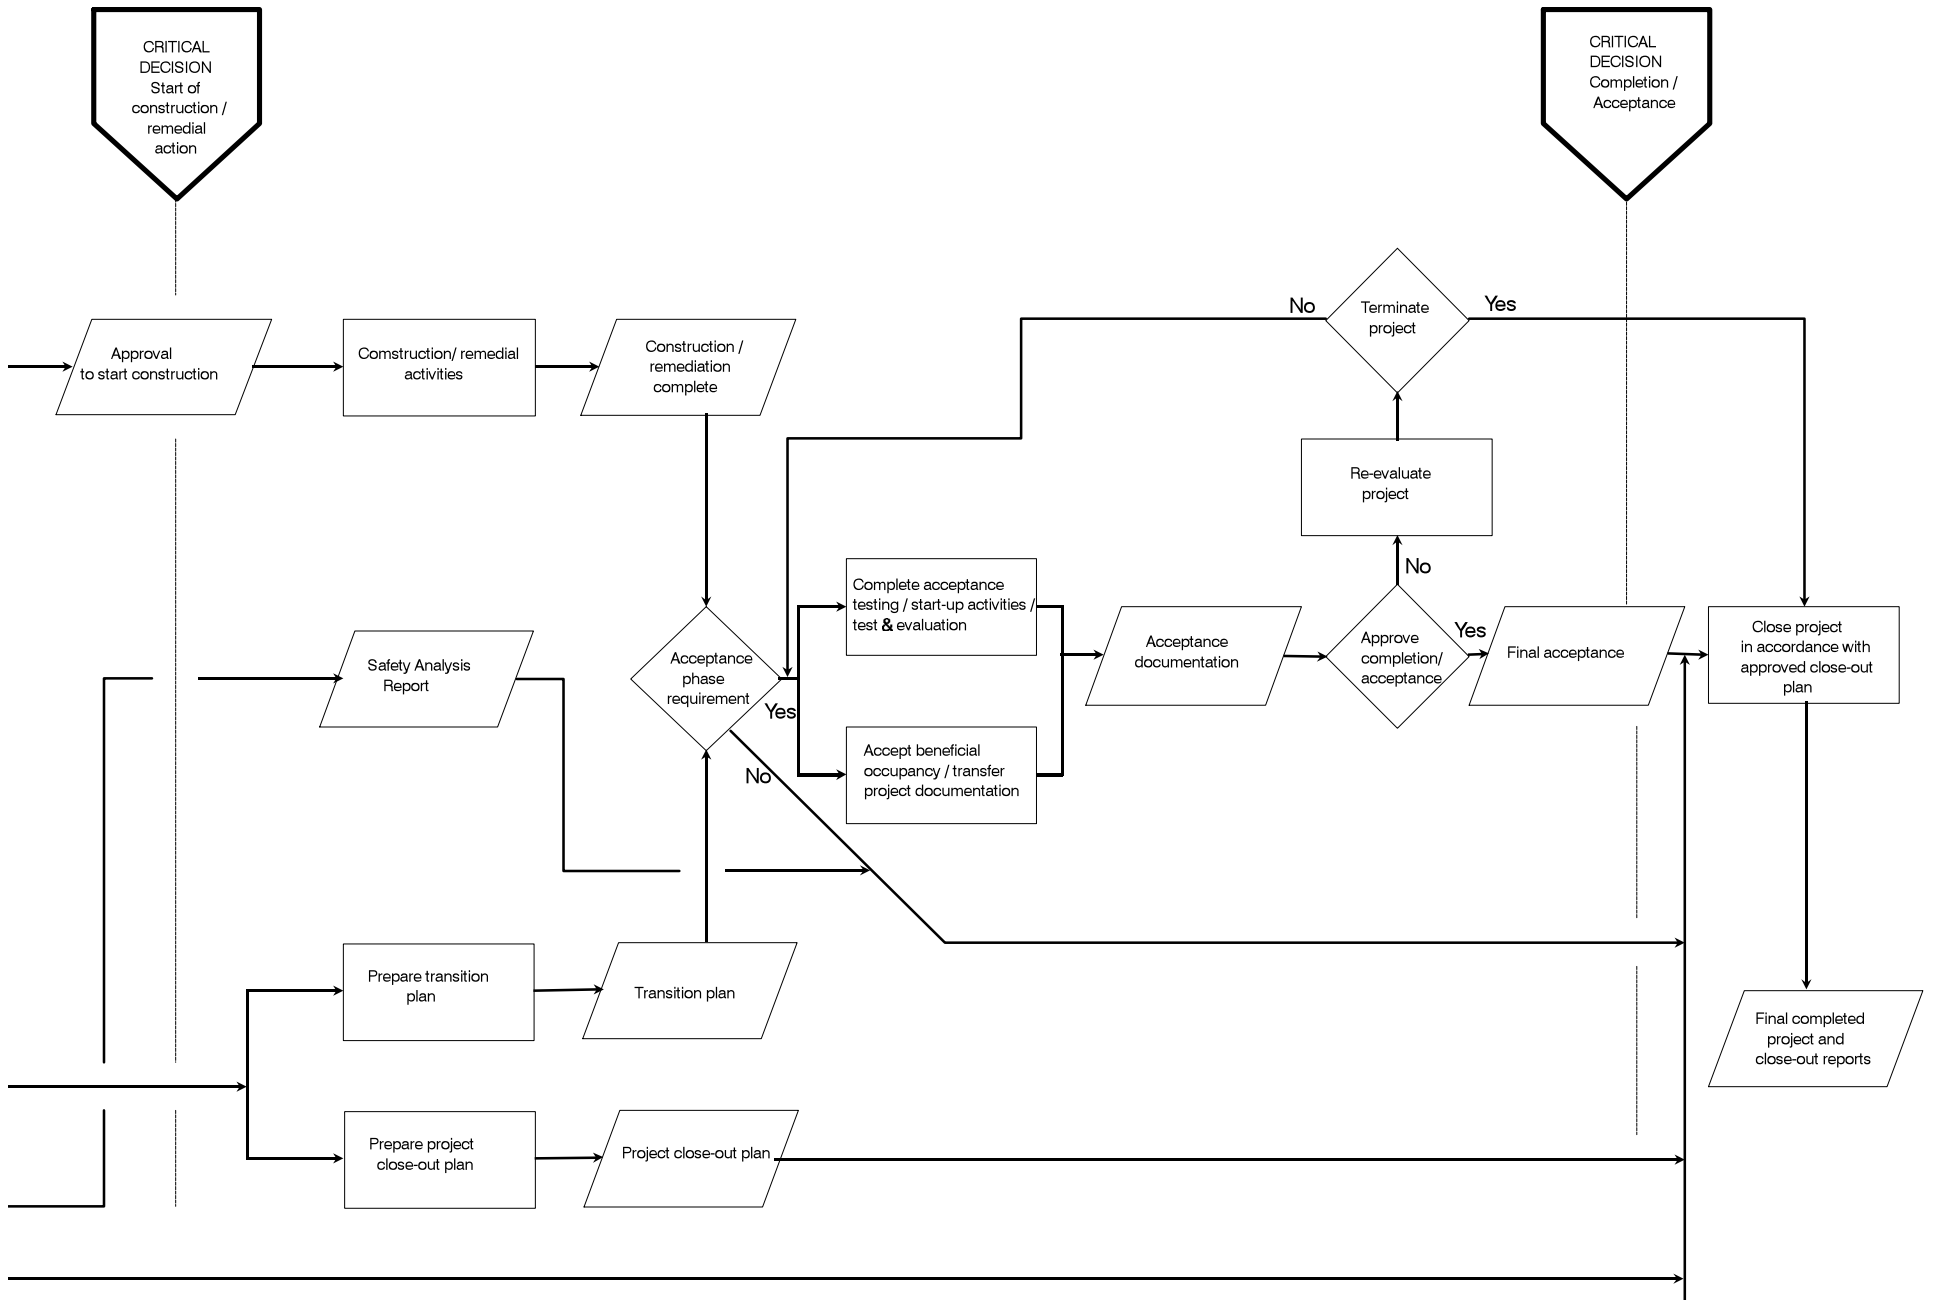 CRITICAL
DECISION
Start of
construction /
remedial
action
CRITICAL
DECISION
Completion /
Acceptance
No
Terminate
project
Yes
Approval
to start construction
Comstruction/ remedial
activities
Construction /
remediation
complete
Re-evaluate
project
No
Complete acceptance
testing / start-up activities /
test & evaluation
Safety Analysis
Report
Acceptance
phase
requirement
Yes
No
Acceptance
documentation
Approve
completion/
acceptance
Yes
Final acceptance
Close project
in accordance with
approved close-out
plan
Accept beneficial
occupancy / transfer
project documentation
Prepare transition
plan
Transition plan
Final completed
project and
close-out reports
Prepare project
close-out plan
Project close-out plan